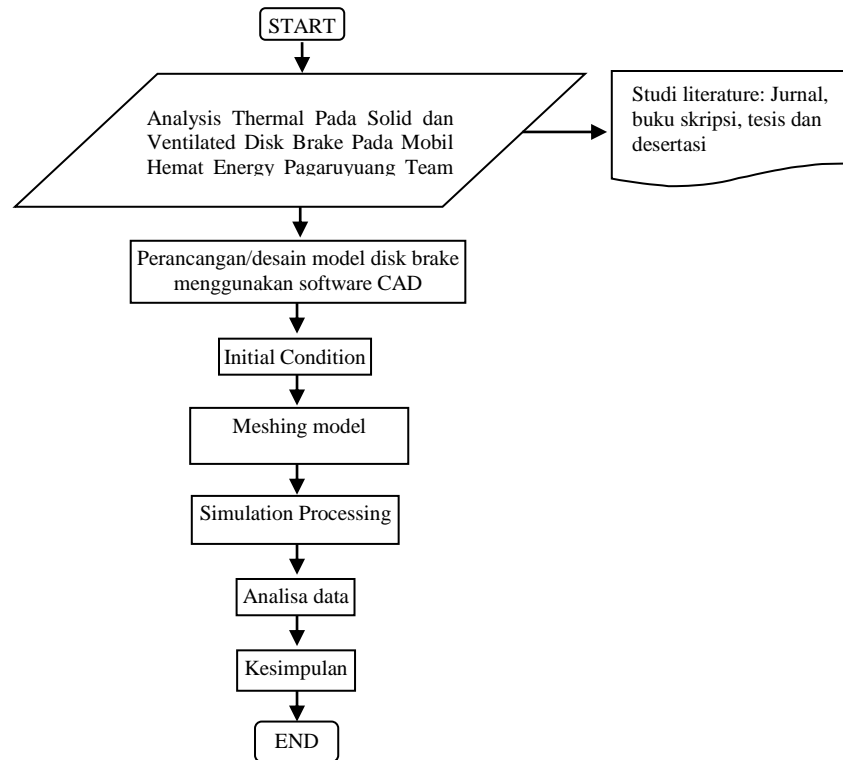 START
Analysis Thermal Pada Solid dan
Ventilated Disk Brake Pada Mobil
Hemat Energy Pagaruyuang Team
Studi literature: Jurnal,
buku skripsi, tesis dan
desertasi
Perancangan/desain model disk brake
menggunakan software CAD
Initial Condition
Meshing model
Simulation Processing
Analisa data
Kesimpulan
END